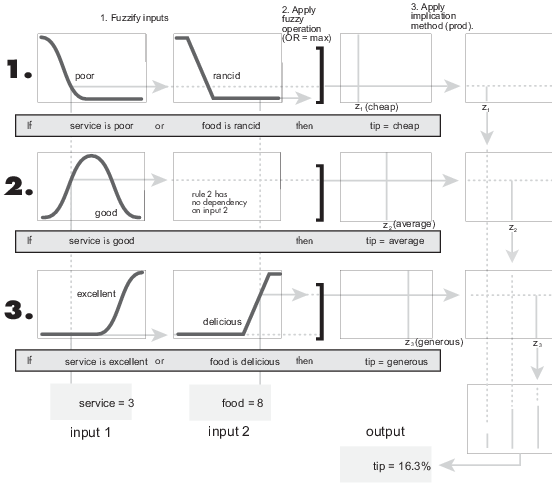 1. Fuzzify inputs
2. Apply
fuzzy
operation
(OR = max)
3. Apply
implication
method (prod).
1.
poor
rancid
z1 (cheap)
z1
If service is poor or food is rancid then tip = cheap
2.
good
rule 2 has
no dependency
on input 2
z2 (average)
z2
If service is good then tip = average
3.
excellent
delicious
z3 (generous)
z3
If service is excellent or food is delicious then tip = generous
service = 3
food = 8
input 1
input 2
output
tip = 16.3%